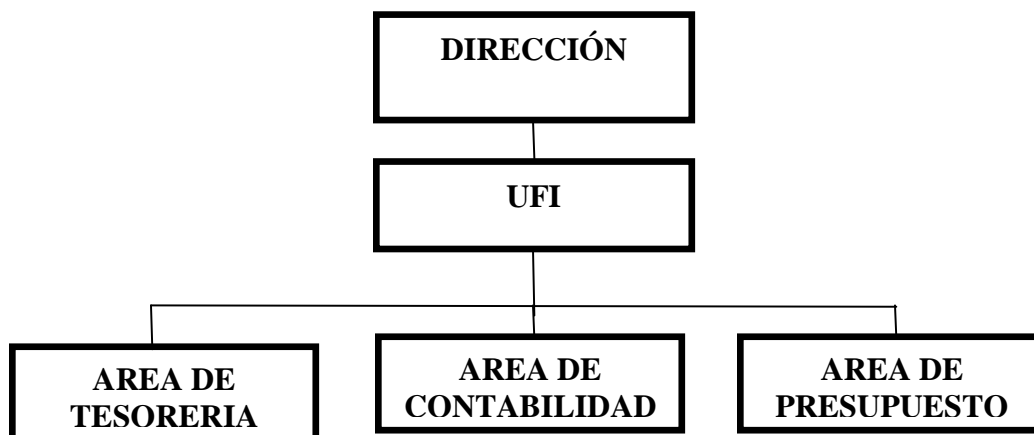 DIRECCIÓN
UFI
AREA DE
TESORERIA
AREA DE
CONTABILIDAD
AREA DE
PRESUPUESTO